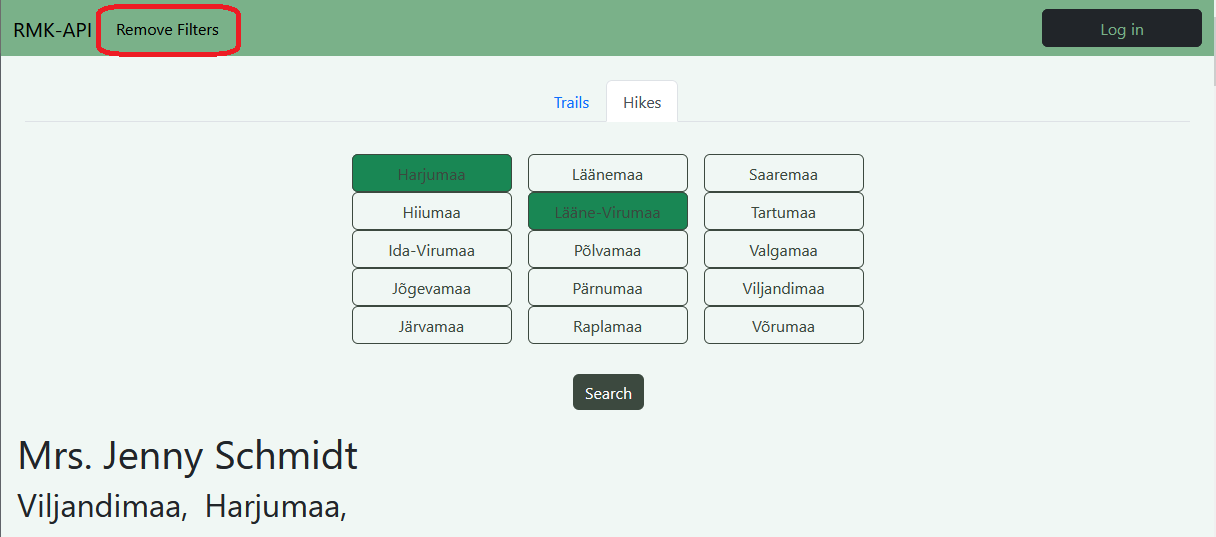 RMK-API Remove Filters Log in
Trails Hikes
Harjumaa Läänemaa Saaremaa
Hiiumaa Lääne-Virumaa Tartumaa
Ida-Virumaa Põlvamaa Valgamaa
Jõgevamaa Pärnumaa Viljandimaa
Järvamaa Raplamaa Võrumaa
Search
Mrs. Jenny Schmidt
Viljandimaa, Harjumaa,